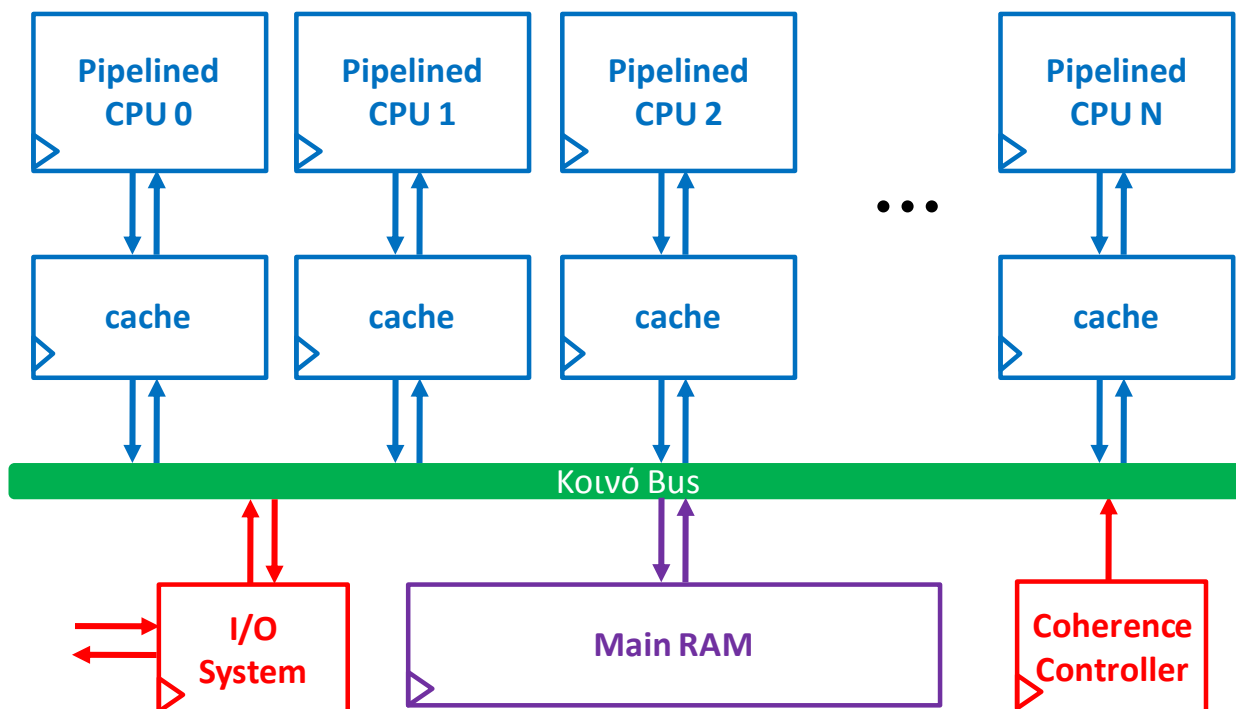 Pipelined
CPU 0
Pipelined
CPU 1
Pipelined
CPU 2
Pipelined
CPU N
...
cache
cache
cache
cache
Κοινό Bus
I/O
System
Main RAM
Coherence
Controller